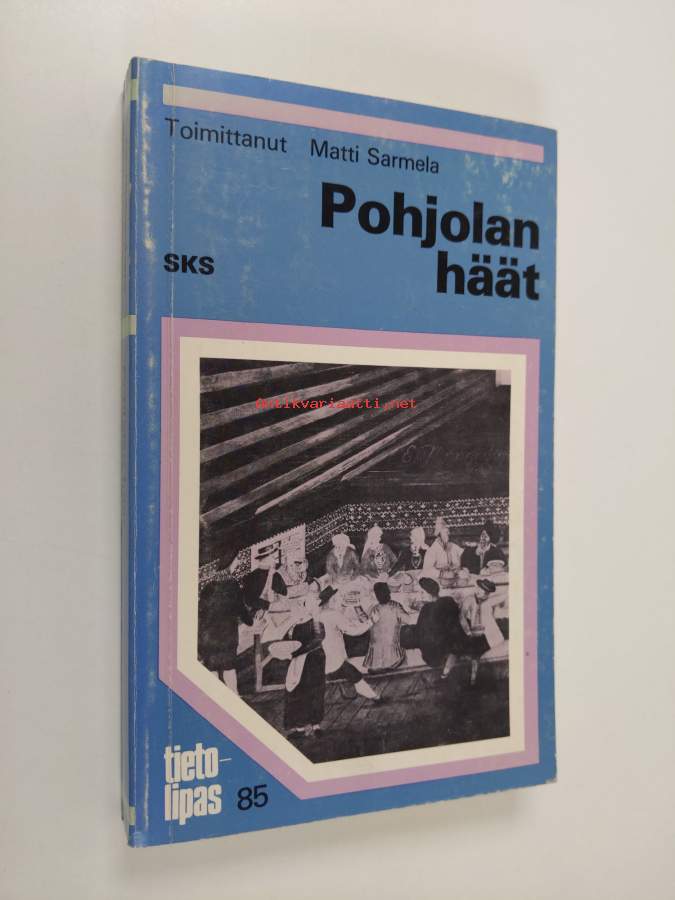 Toimittanut Matti Sarmela
Pohjolan
häät
SKS
antikvariaatti.net
tieto-
lipas 85